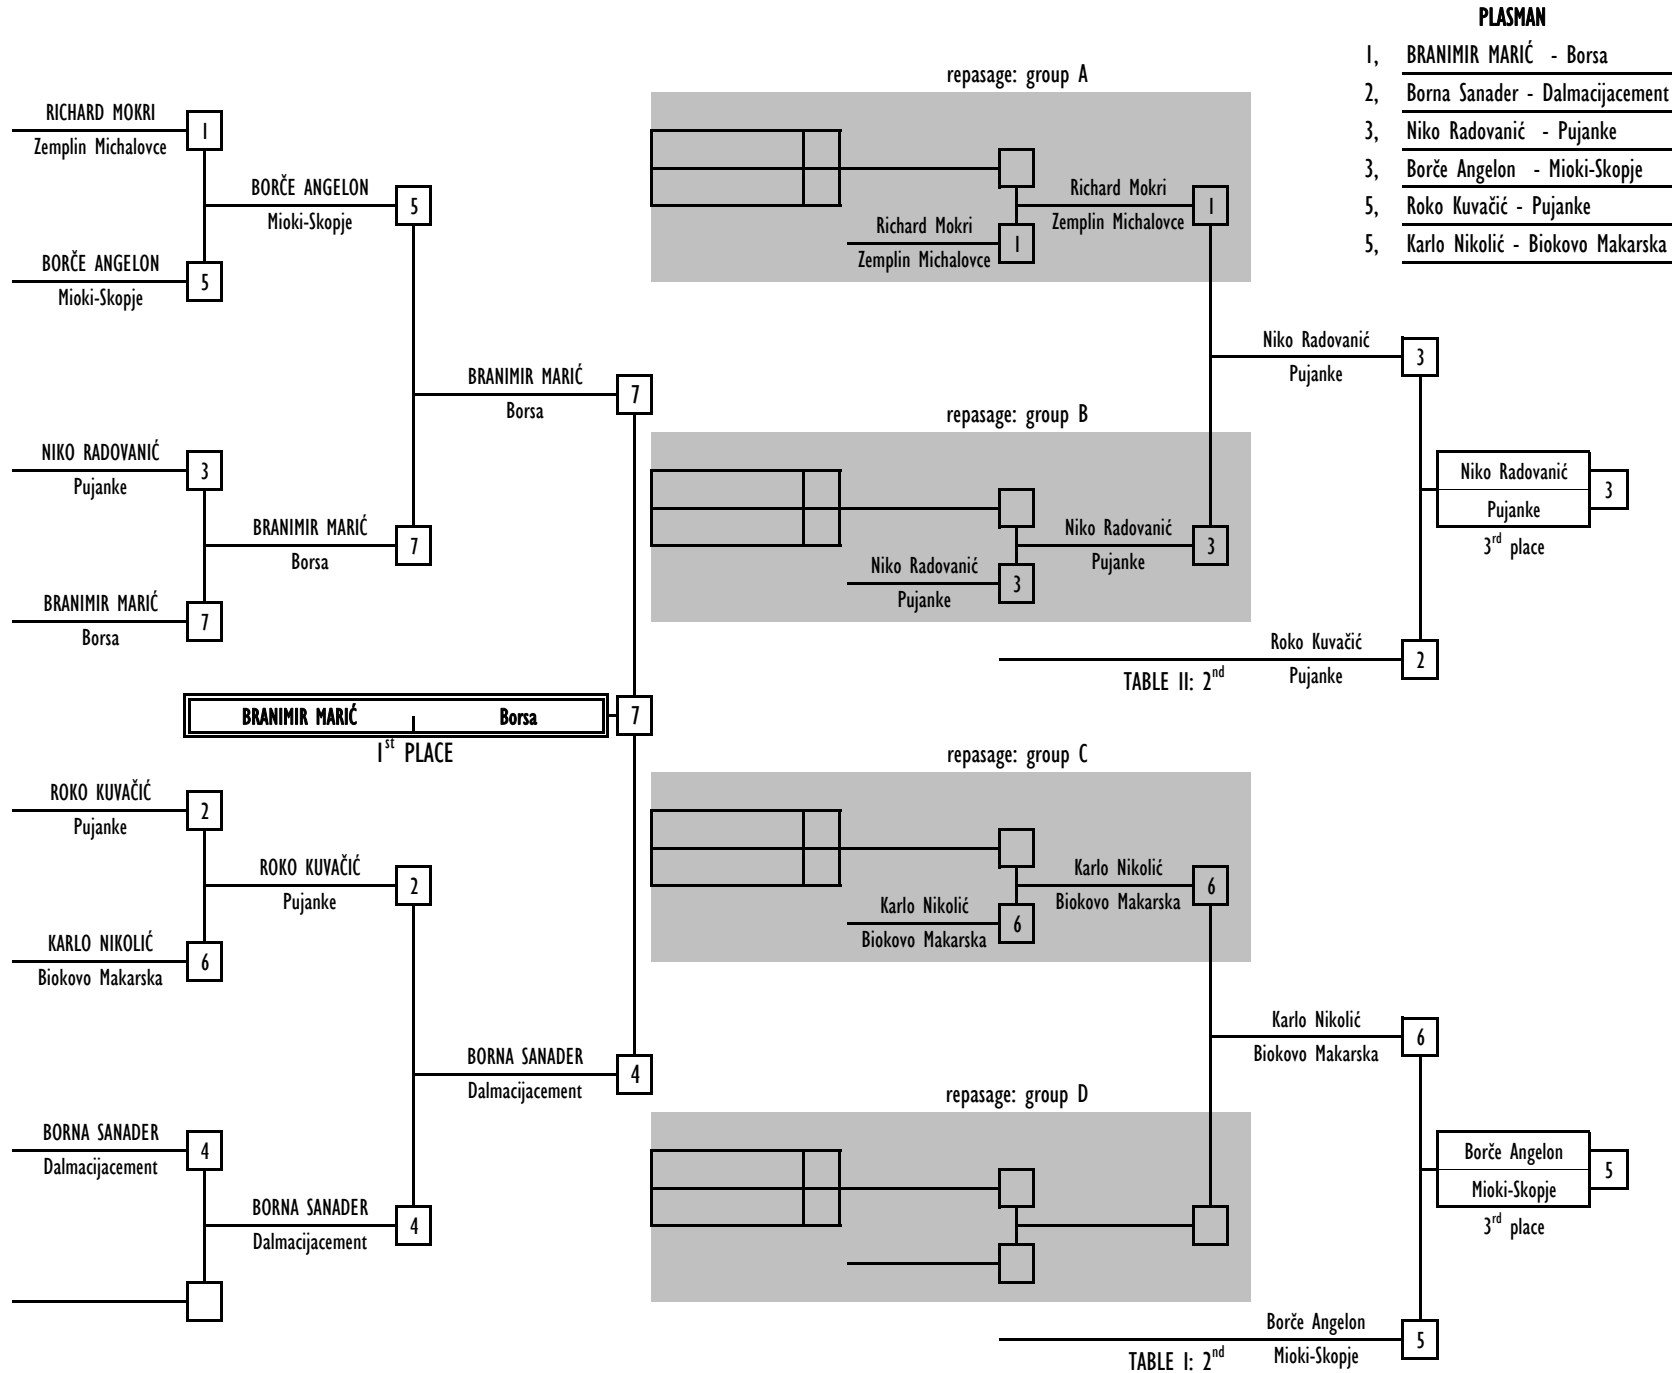 PLASMAN
1, BRANIMIR MARIĆ - Borsa
2, Borna Sanader - Dalmacijacement
3, Niko Radovanić - Pujanke
3, Borče Angelon - Mioki-Skopje
5, Roko Kuvačić - Pujanke
5, Karlo Nikolić - Biokovo Makarska
RICHARD MOKRI 1
Zemplin Michalovce
BORČE ANGELON 5
Mioki-Skopje
BORČE ANGELON 5
Mioki-Skopje
BRANIMIR MARIĆ 7
Borsa
NIKO RADOVANIĆ 3
Pujanke
BRANIMIR MARIĆ 7
Borsa
BRANIMIR MARIĆ 7
Borsa
BRANIMIR MARIĆ Borsa 7
1st PLACE
ROKO KUVAČIĆ 2
Pujanke
ROKO KUVAČIĆ 2
Pujanke
KARLO NIKOLIĆ 6
Biokovo Makarska
BORNA SANADER 4
Dalmacijacement
BORNA SANADER 4
Dalmacijacement
BORNA SANADER 4
Dalmacijacement
repasage: group A
Richard Mokri 1
Zemplin Michalovce
Richard Mokri 1
Zemplin Michalovce
Niko Radovanić 3
Pujanke
repasage: group B
Niko Radovanić 3
Pujanke
Niko Radovanić 3
Pujanke
Niko Radovanić 3
Pujanke
3rd place
Roko Kuvačić 2
TABLE II: 2nd Pujanke
repasage: group C
Karlo Nikolić 6
Biokovo Makarska
Karlo Nikolić 6
Biokovo Makarska
Karlo Nikolić 6
Biokovo Makarska
repasage: group D
Borče Angelon 5
Mioki-Skopje
3rd place
Borče Angelon 5
TABLE I: 2nd Mioki-Skopje